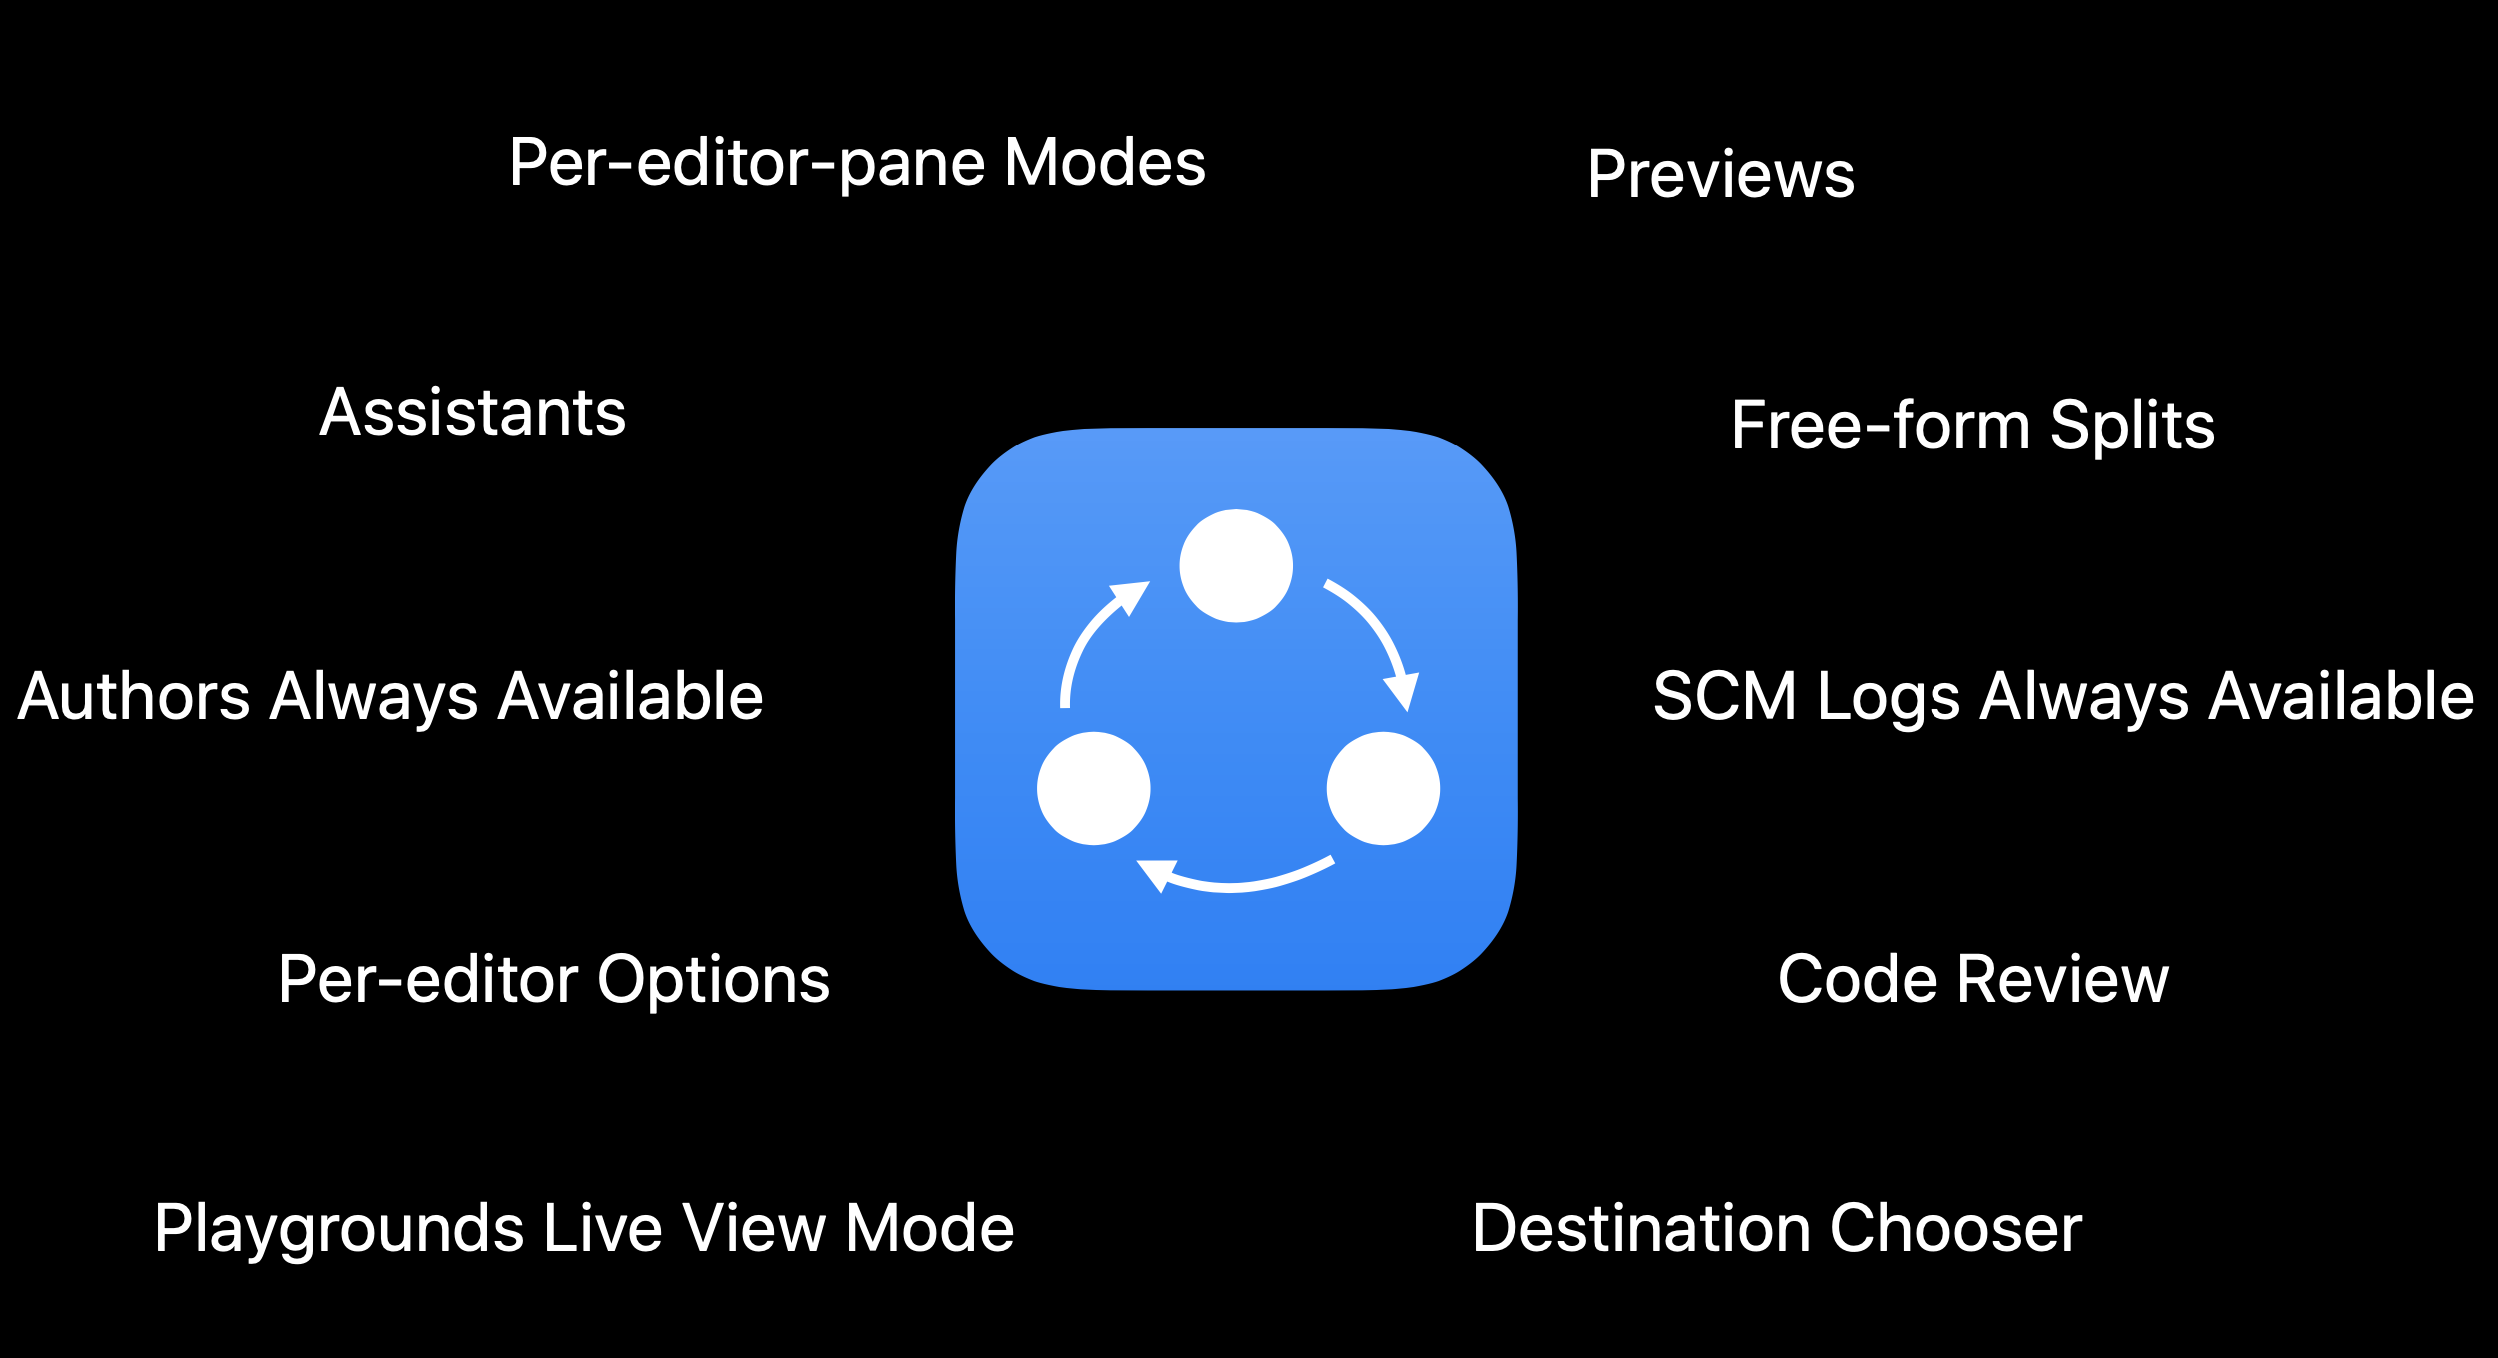 Per-editor-pane Modes
Previews
Assistants
Free-form Splits
Authors Always Available
SCM Logs Always Available
Per-editor Options
Code Review
Playgrounds Live View Mode
Destination Chooser